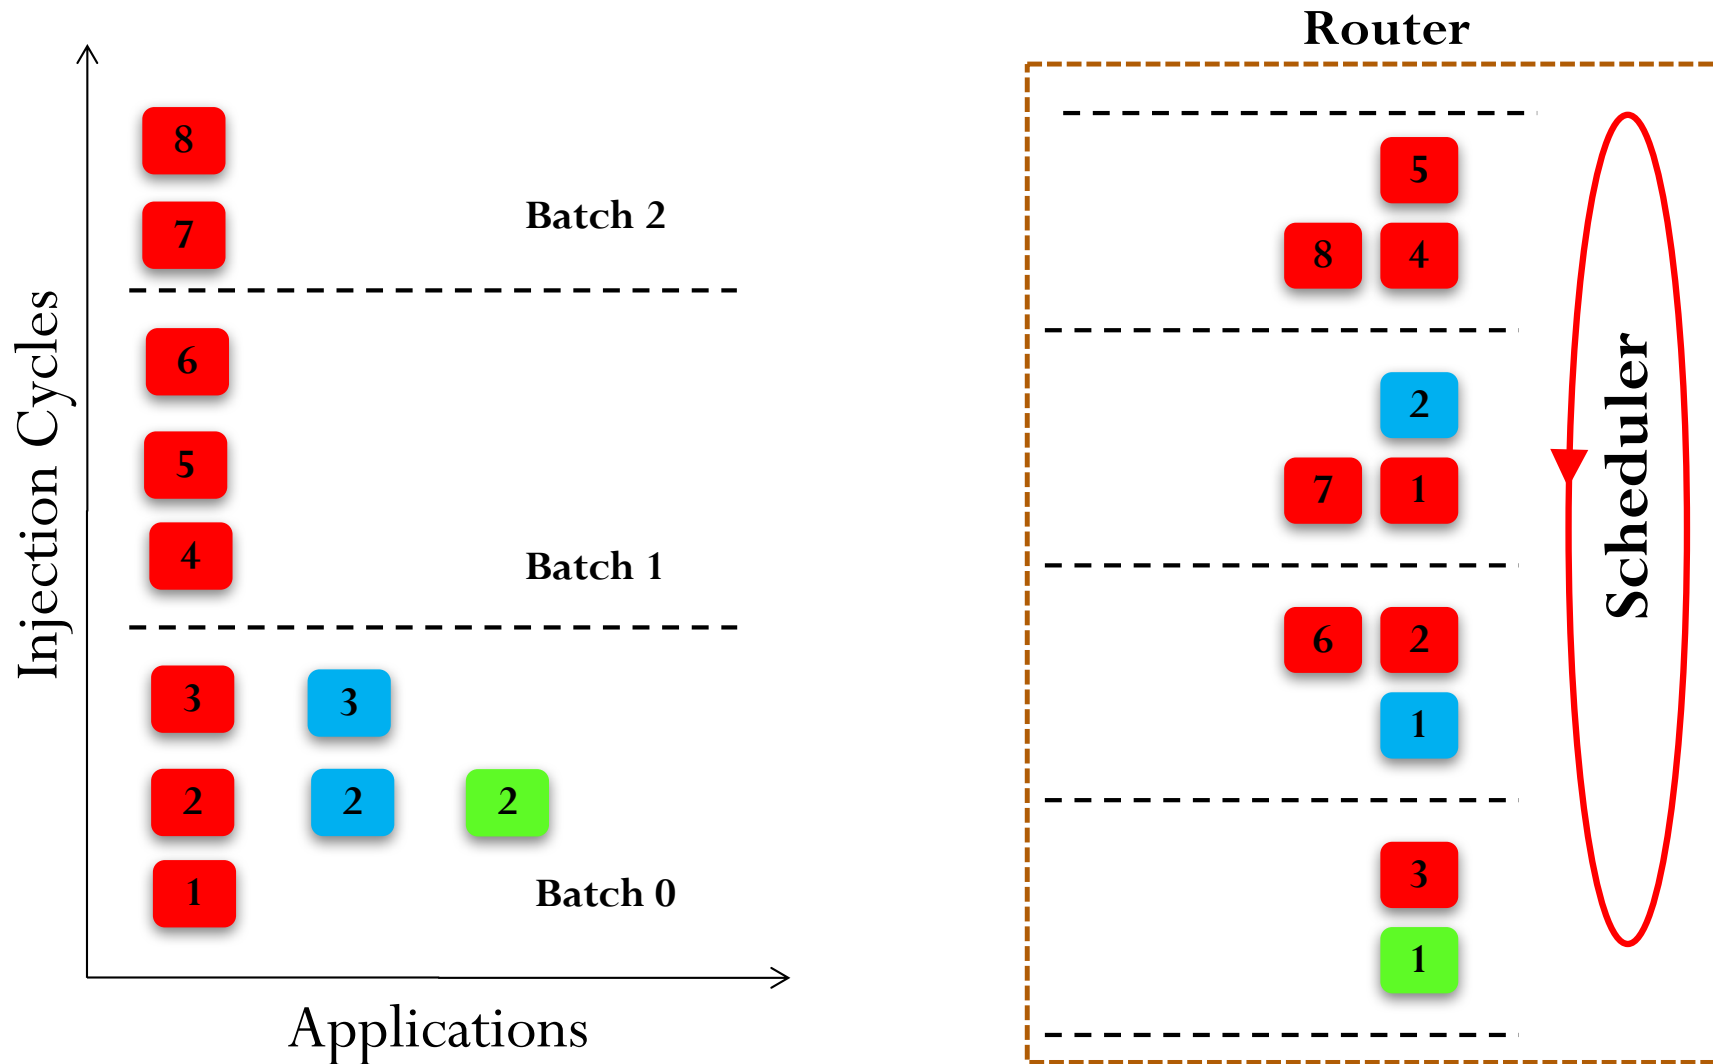 Router
Injection Cycles
8
7
Batch 2
6
5
4
Batch 1
3 3
2 2 2
1
Batch 0
Applications
5
8 4
2
7 1
6 2
1
3
1
Scheduler